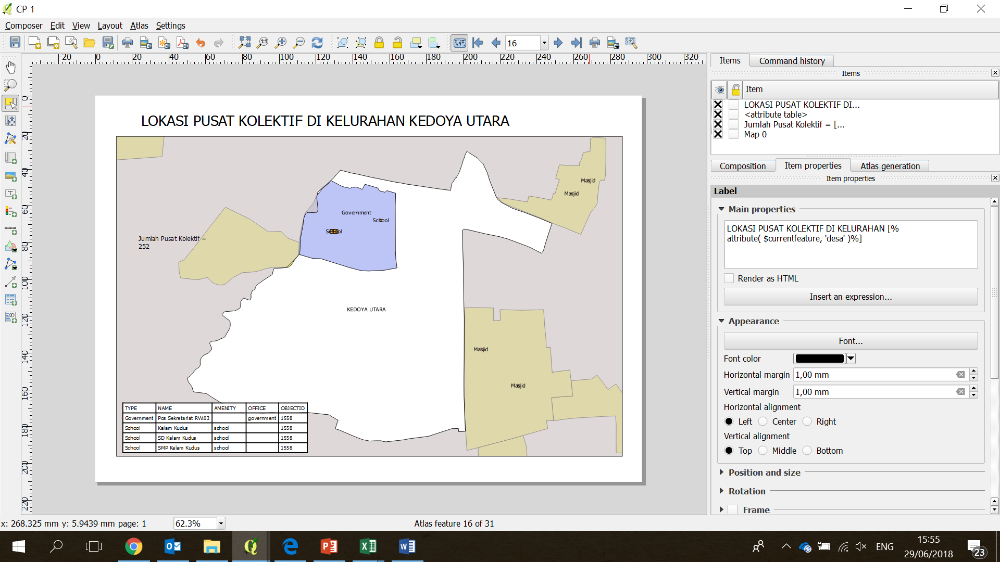 CP 1
Composer Edit View Layout Atlas Settings
16
-20 0 20 40 60 80 100 120 140 160 180 200 220 240 260 280 300 320
0
20
40
60
80
100
120
140
160
180
200
220
LOKASI PUSAT KOLEKTIF DI KELURAHAN KEDOYA UTARA
Masjid
Masjid
Government
School
School
Jumlah Pusat Kolektif =
252
KEDOYA UTARA
Masjid
Masjid
TYPE NAME AMENITY OFFICE OBJECTID
Government Pos Sekretariat RW.03 government 1558
School Kalam Kudus school 1558
School SD Kalam Kudus school 1558
School SMP Kalam Kudus school 1558
Items Command history
Items
Item
LOKASI PUSAT KOLEKTIF DI...
<attribute table>
Jumlah Pusat Kolektif = [...
Map 0
Composition Item properties Atlas generation
Item properties
Label
Main properties
LOKASI PUSAT KOLEKTIF DI KELURAHAN [%
attribute( $currentfeature, 'desa' )%]
Render as HTML
Insert an expression...
Appearance
Font...
Font color
Horizontal margin 1,00 mm
Vertical margin 1,00 mm
Horizontal alignment
Left Center Right
Vertical alignment
Top Middle Bottom
Position and size
Rotation
Frame
x: 268.325 mm y: 5.9439 mm page: 1 62.3% Atlas feature 16 of 31
ENG
15:55
29/06/2018
23